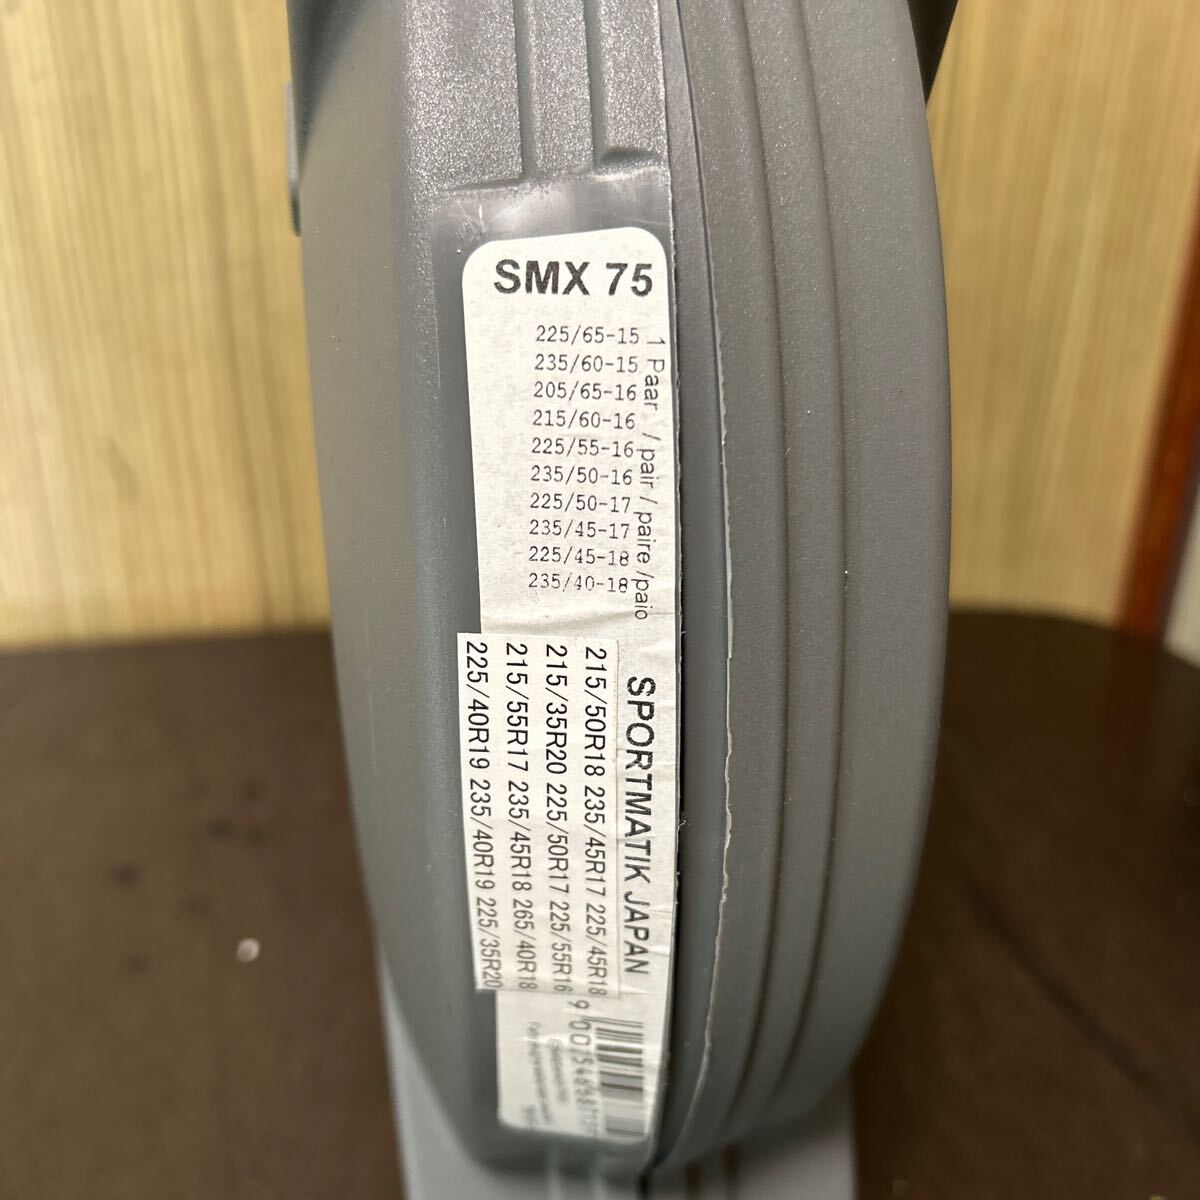 SMX 75
225/65-15
235/60-15
205/65-16
215/60-16
225/55-16
235/50-16
225/50-17
235/45-17
225/45-18
235/40-18
1 Paar / pair / paire /paio
SPORTMATIK JAPAN
215/50R18 235/45R17 225/45R18
215/35R20 225/50R17 225/55R16
215/55R17 235/45R18 265/40R18
225/40R19 235/40R19 225/35R20